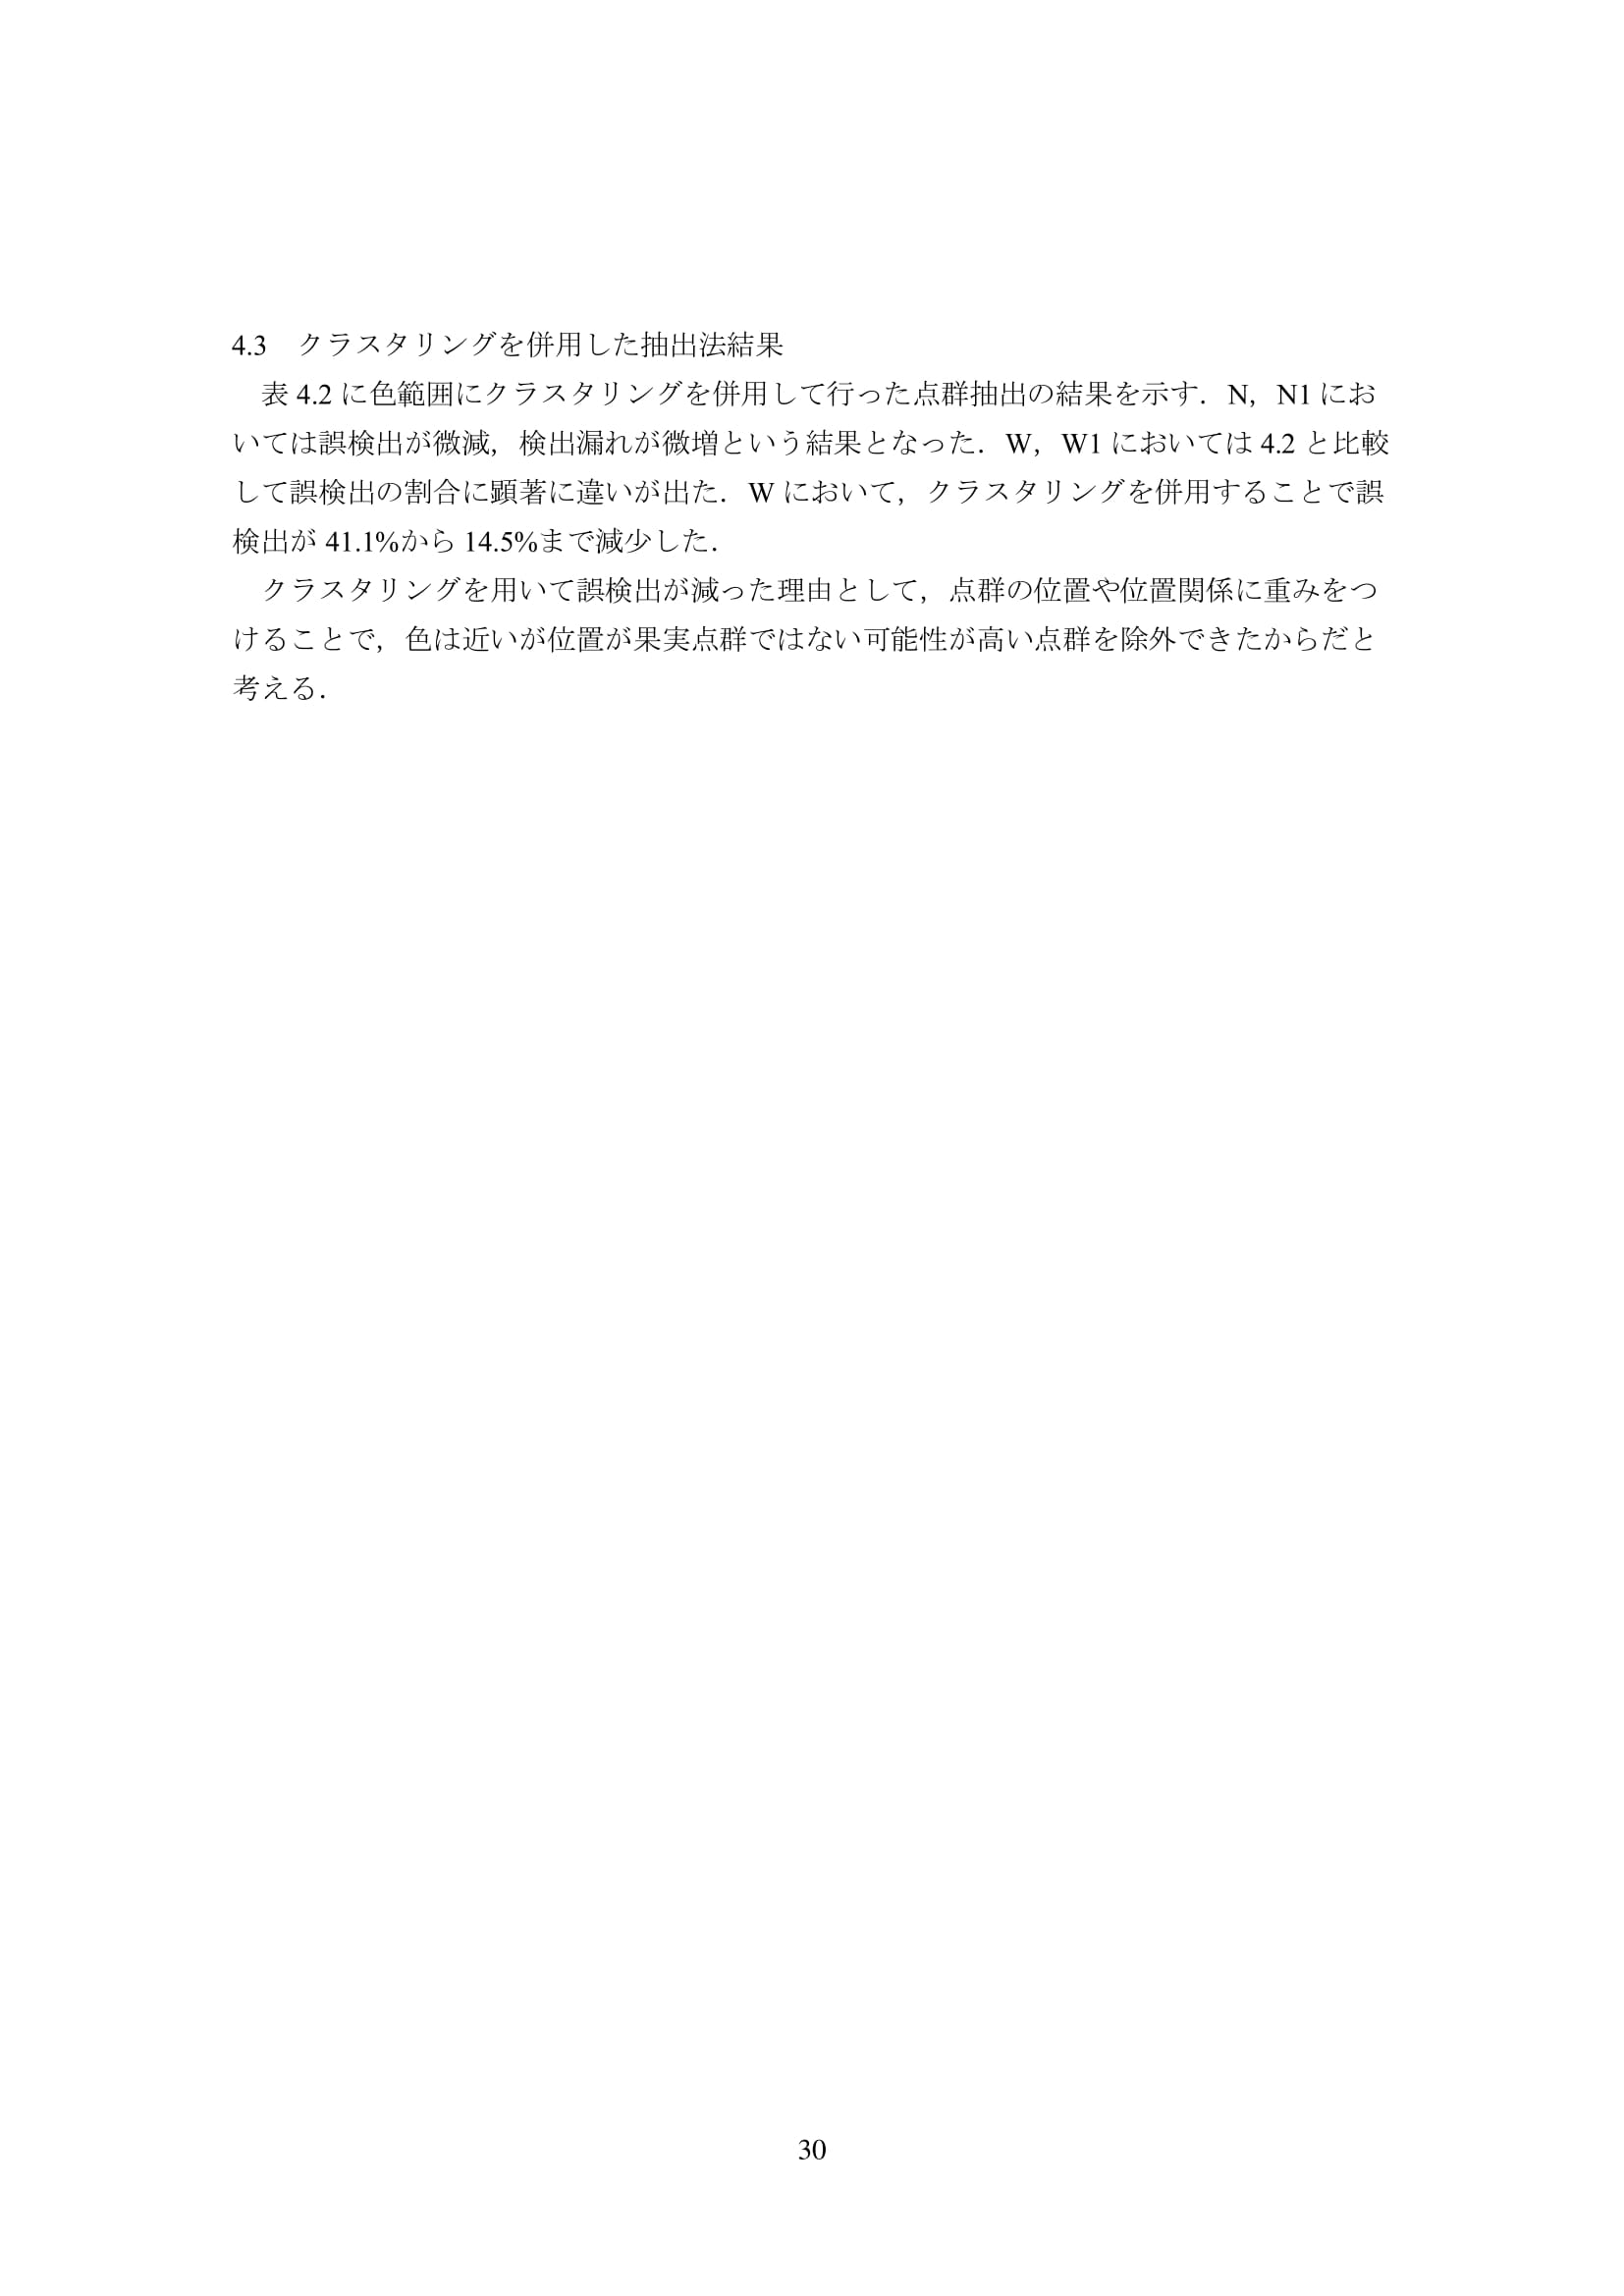 4.3　クラスタリングを併用した抽出法結果
　表 4.2 に色範囲にクラスタリングを併用して行った点群抽出の結果を示す．N，N1 にお
いては誤検出が微減，検出漏れが微増という結果となった．W，W1 においては 4.2 と比較
して誤検出の割合に顕著に違いが出た．W において，クラスタリングを併用することで誤
検出が 41.1%から 14.5%まで減少した．
　クラスタリングを用いて誤検出が減った理由として，点群の位置や位置関係に重みをつ
けることで，色は近いが位置が果実点群ではない可能性が高い点群を除外できたからだと
考える．
30